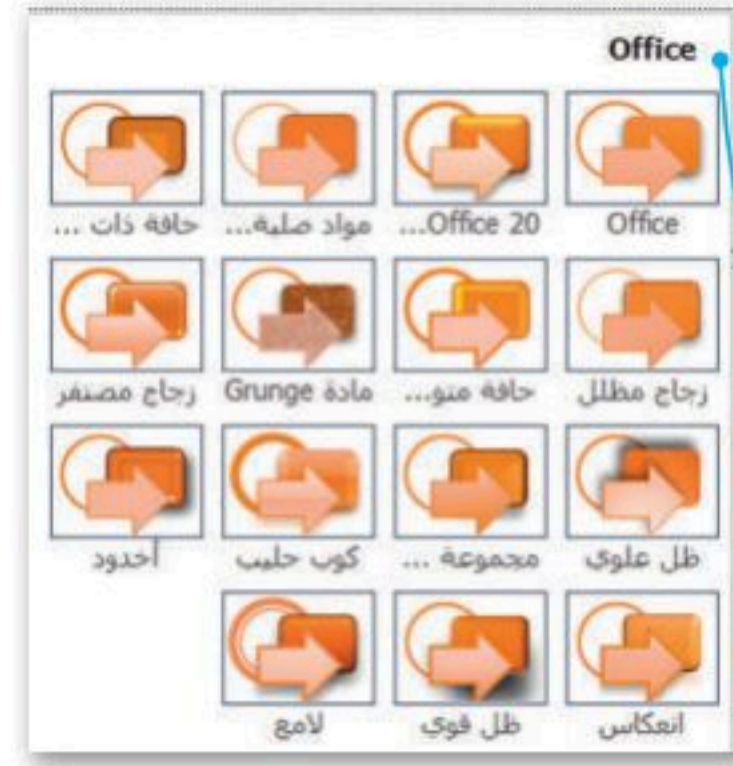 Office
Office Office 20... مواد صلبة... حافة ذات ...
زجاج مظلل حافة متو... مادة Grunge زجاج مصنفر
ظل علوي مجموعة ... كوب حليب أخدود
انعكاس ظل قوي لامع